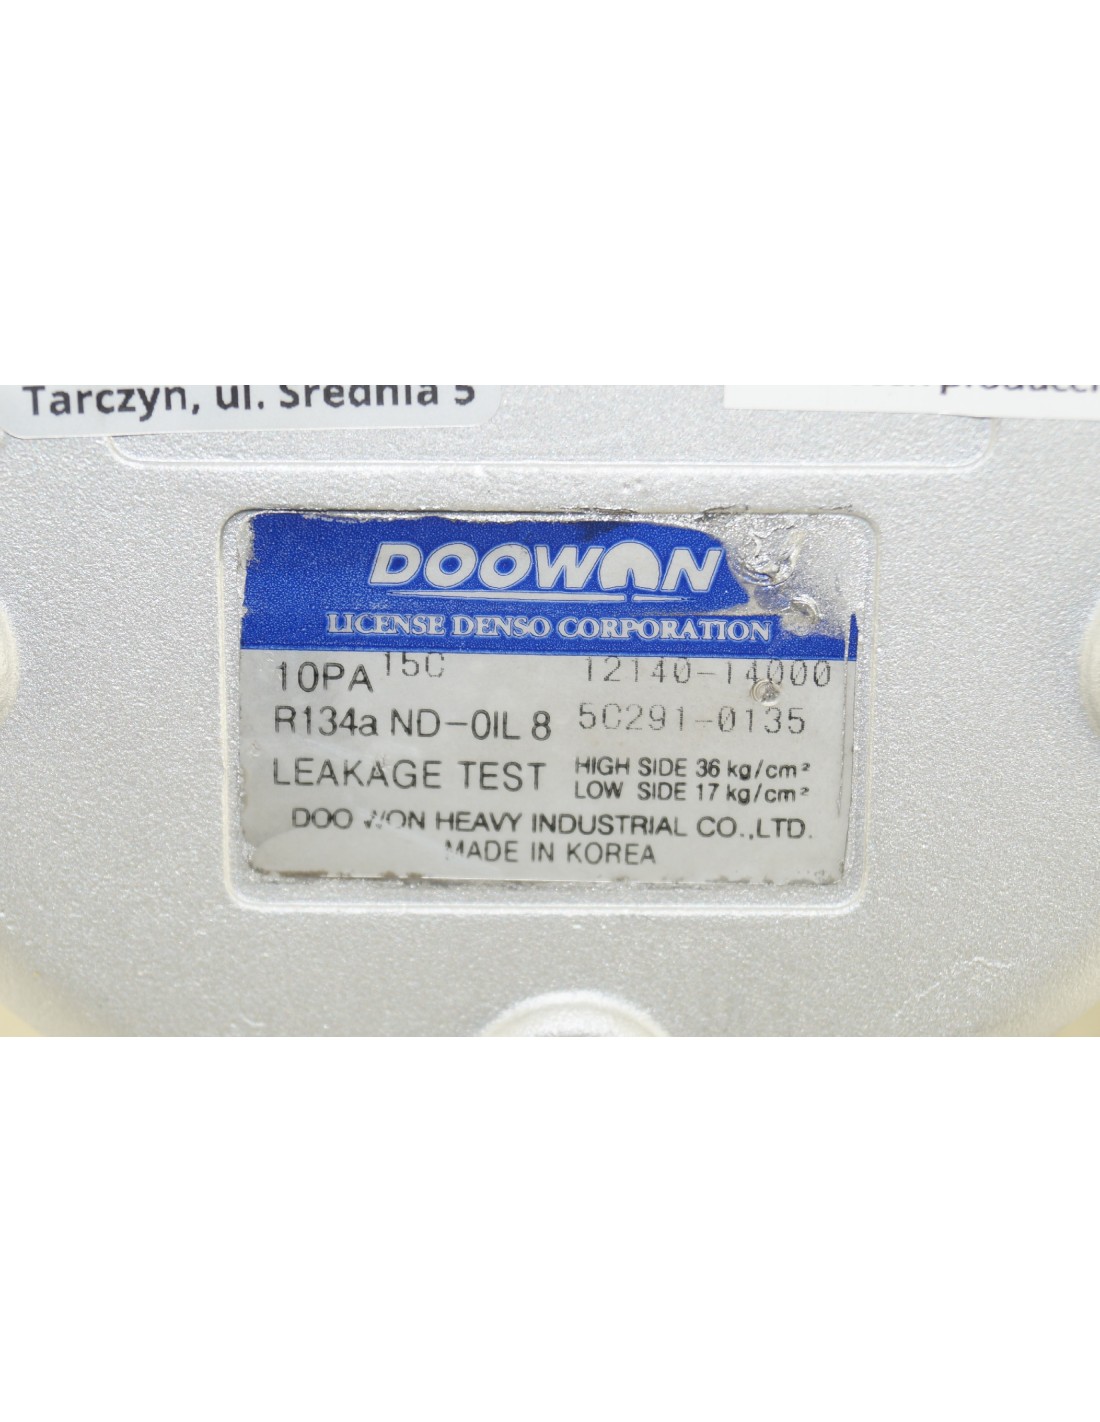 Tarczyn, ul. Średnia 5
DOOWON
LICENSE DENSO CORPORATION
10PA 15C 12140-14000
R134a ND-OIL 8 5C291-0135
LEAKAGE TEST HIGH SIDE 36 kg/cm²
LOW SIDE 17 kg/cm²
DOO WON HEAVY INDUSTRIAL CO.,LTD.
MADE IN KOREA